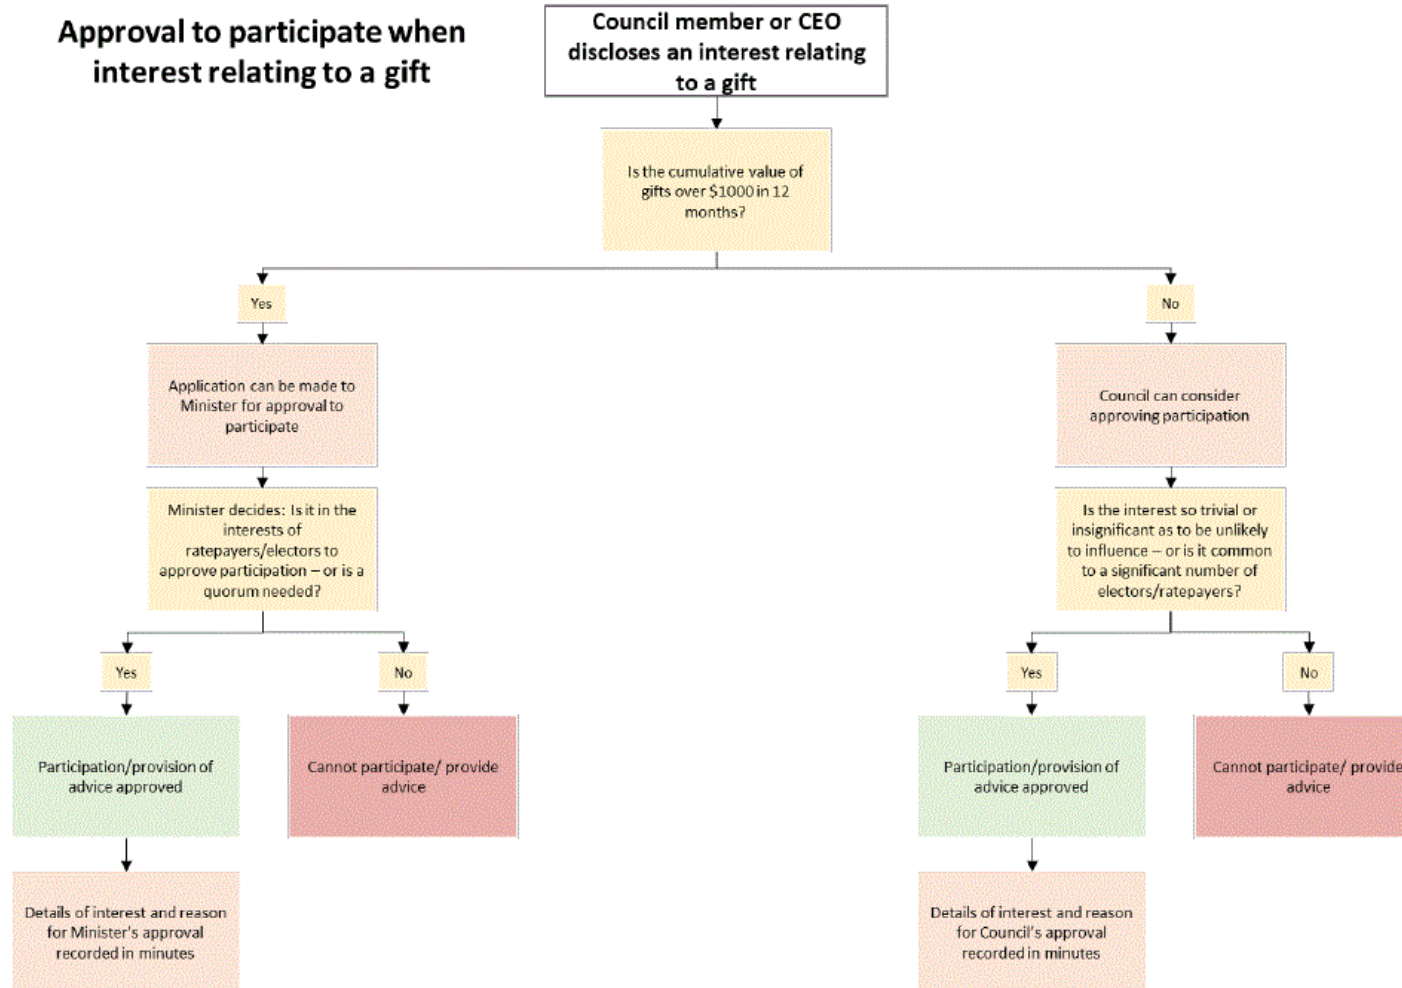 Approval to participate when
interest relating to a gift
Council member or CEO
discloses an interest relating
to a gift
Is the cumulative value of
gifts over $1000 in 12
months?
Yes
No
Application can be made to
Minister for approval to
participate
Council can consider
approving participation
Minister decides: Is it in the
interests of
ratepayers/electors to
approve participation – or is a
quorum needed?
Is the interest so trivial or
insignificant as to be unlikely
to influence – or is it common
to a significant number of
electors/ratepayers?
Yes
No
Yes
No
Participation/provision of
advice approved
Cannot participate/ provide
advice
Participation/provision of
advice approved
Cannot participate/ provide
advice
Details of interest and reason
for Minister's approval
recorded in minutes
Details of interest and reason
for Council's approval
recorded in minutes